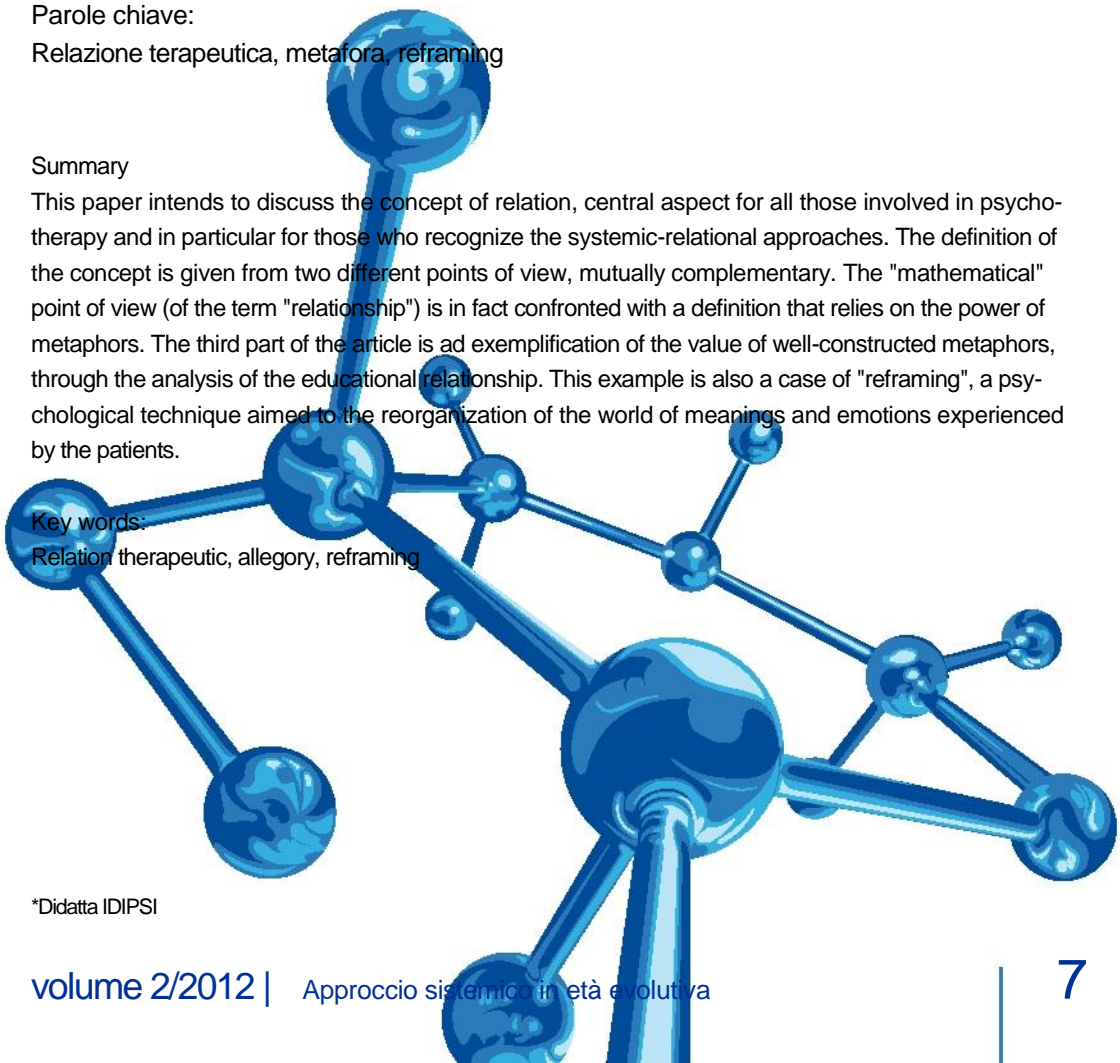 Parole chiave:
Relazione terapeutica, metafora, reframing
Summary
This paper intends to discuss the concept of relation, central aspect for all those involved in psycho-
therapy and in particular for those who recognize the systemic-relational approaches. The definition of
the concept is given from two different points of view, mutually complementary. The "mathematical"
point of view (of the term "relationship") is in fact confronted with a definition that relies on the power of
metaphors. The third part of the article is ad exemplification of the value of well-constructed metaphors,
through the analysis of the educational relationship. This example is also a case of "reframing", a psy-
chological technique aimed to the reorganization of the world of meanings and emotions experienced
by the patients.
Key words:
Relation therapeutic, allegory, reframing
*Didatta IDIPSI
volume 2/2012 | Approccio sistemico in età evolutiva 7